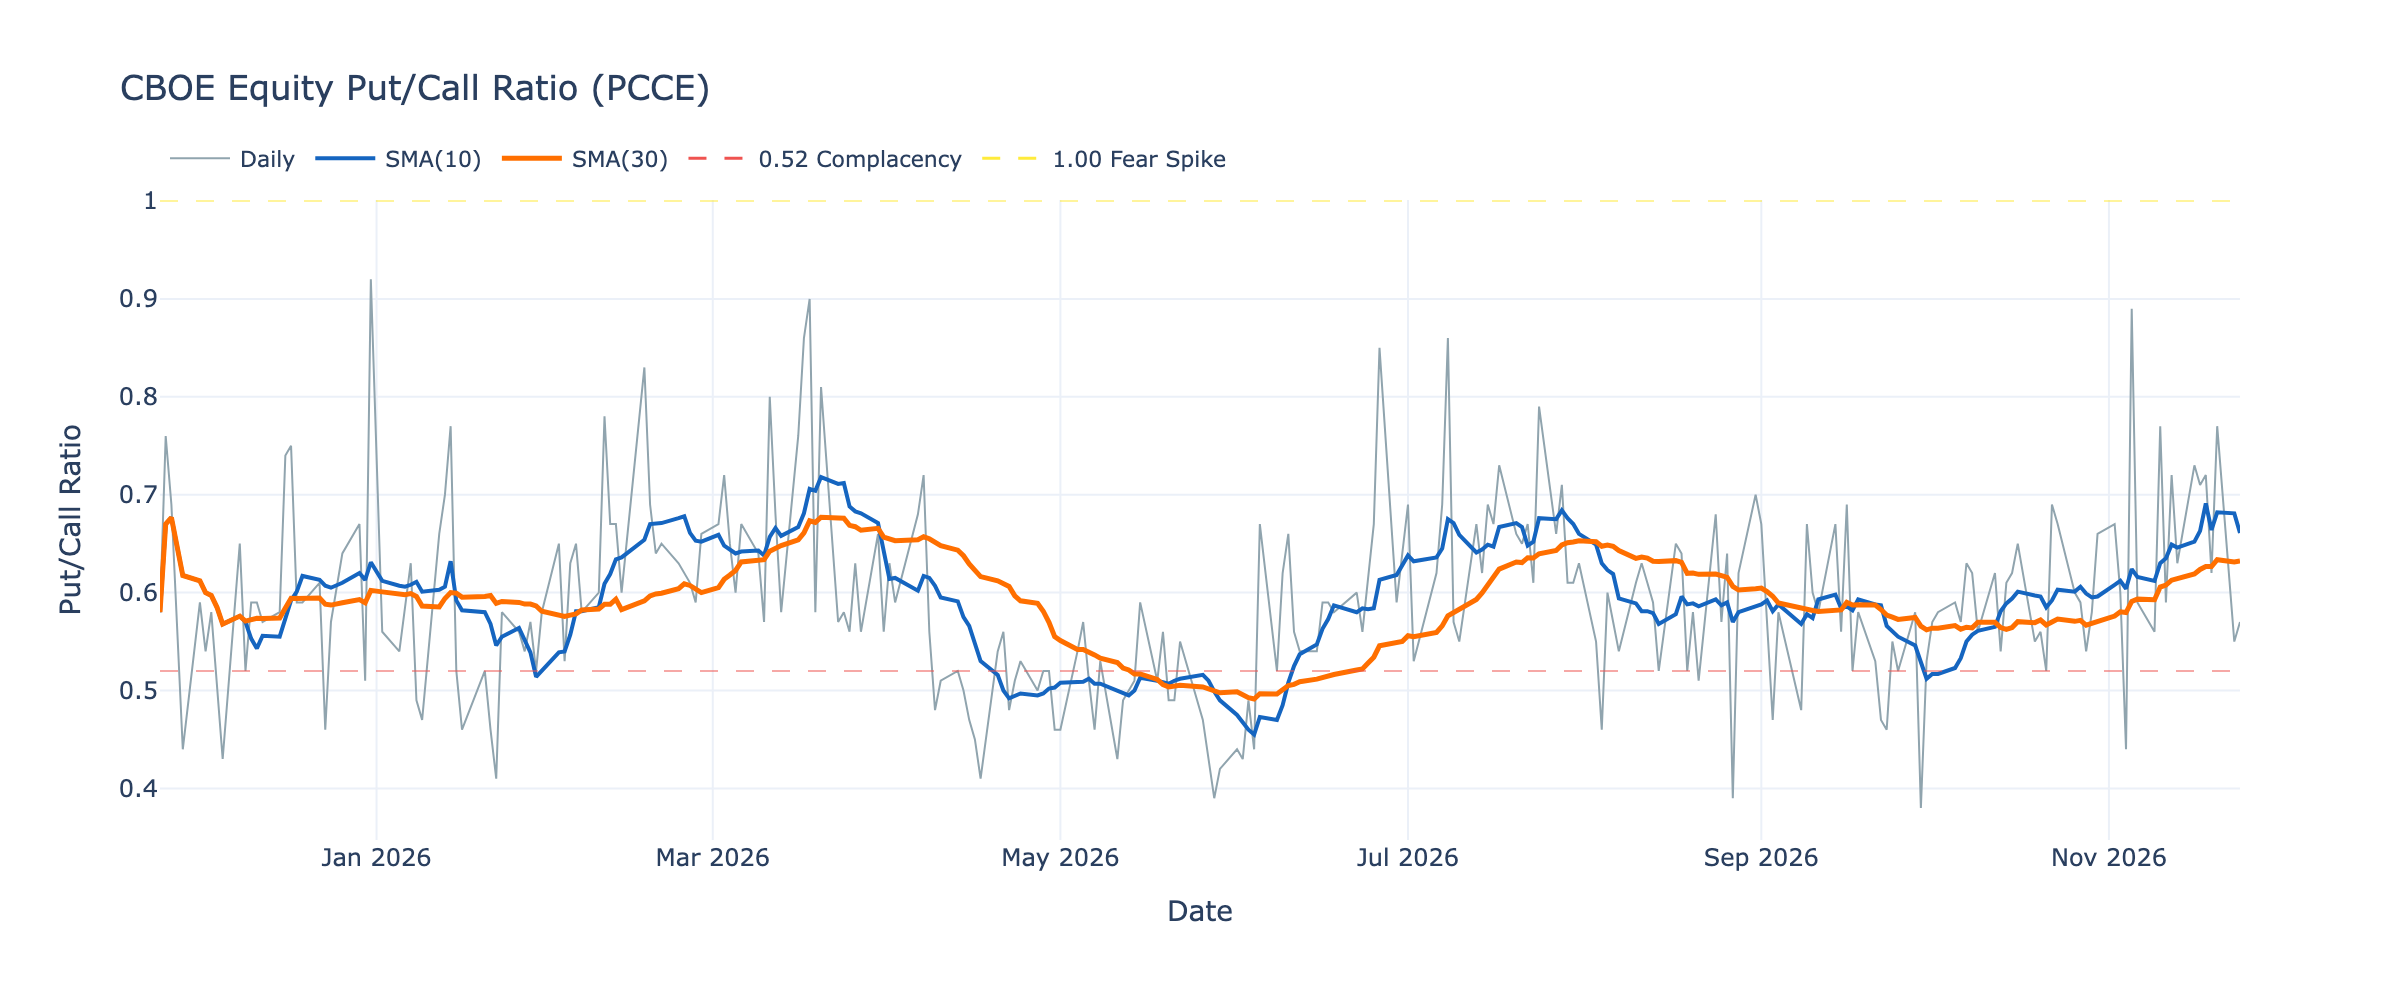 CBOE Equity Put/Call Ratio (PCCE)
Daily SMA(10) SMA(30) 0.52 Complacency 1.00 Fear Spike
1
0.9
0.8
0.7
0.6
0.5
0.4
Put/Call Ratio
Jan 2026 Mar 2026 May 2026 Jul 2026 Sep 2026 Nov 2026
Date